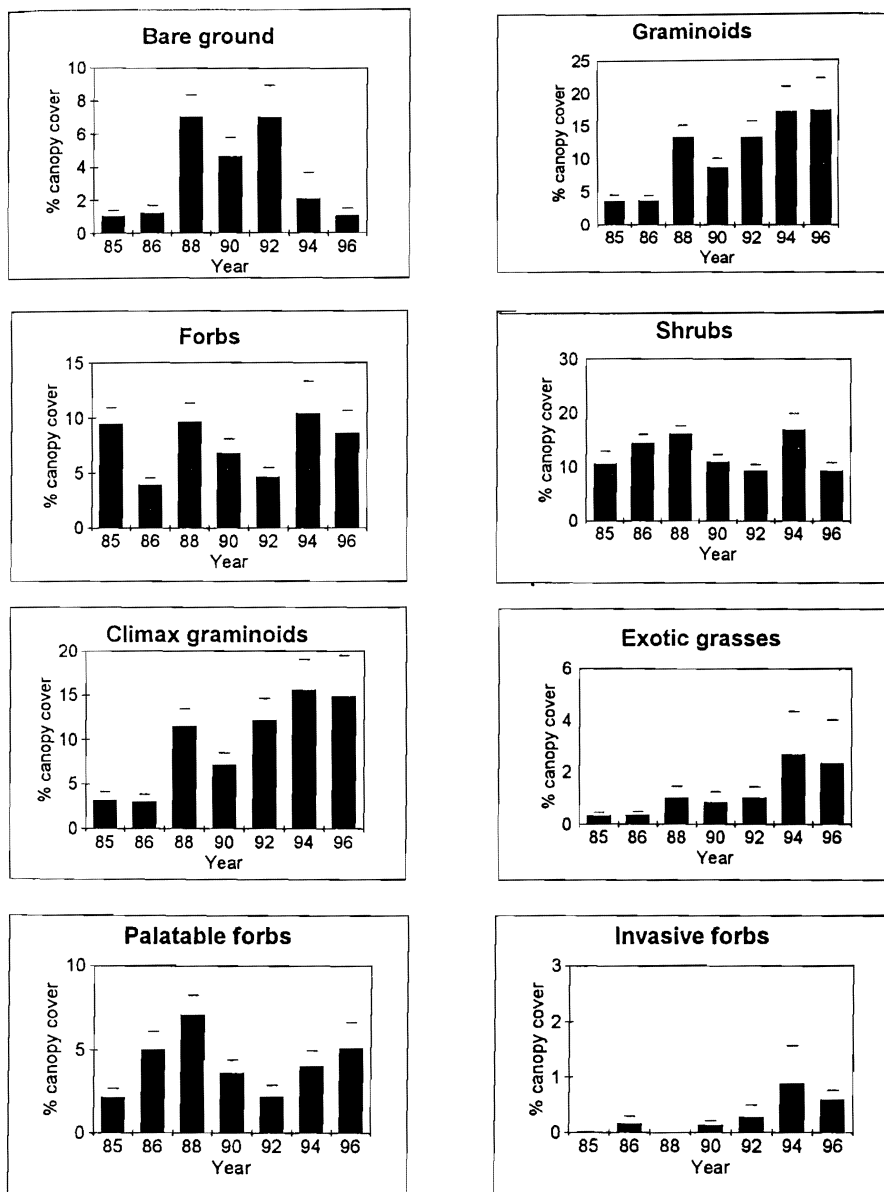 Bare ground
% canopy cover
10
8
6
4
2
0
85 86 88 90 92 94 96
Year
Graminoids
% canopy cover
25
20
15
10
5
0
85 86 88 90 92 94 96
Year
Forbs
% canopy cover
15
10
5
0
85 86 88 90 92 94 96
Year
Shrubs
% canopy cover
30
20
10
0
85 86 88 90 92 94 96
Year
Climax graminoids
% canopy cover
20
15
10
5
0
85 86 88 90 92 94 96
Year
Exotic grasses
% canopy cover
6
4
2
0
85 86 88 90 92 94 96
Year
Palatable forbs
% canopy cover
10
5
0
85 86 88 90 92 94 96
Year
Invasive forbs
% canopy cover
3
2
1
0
85 86 88 90 92 94 96
Year